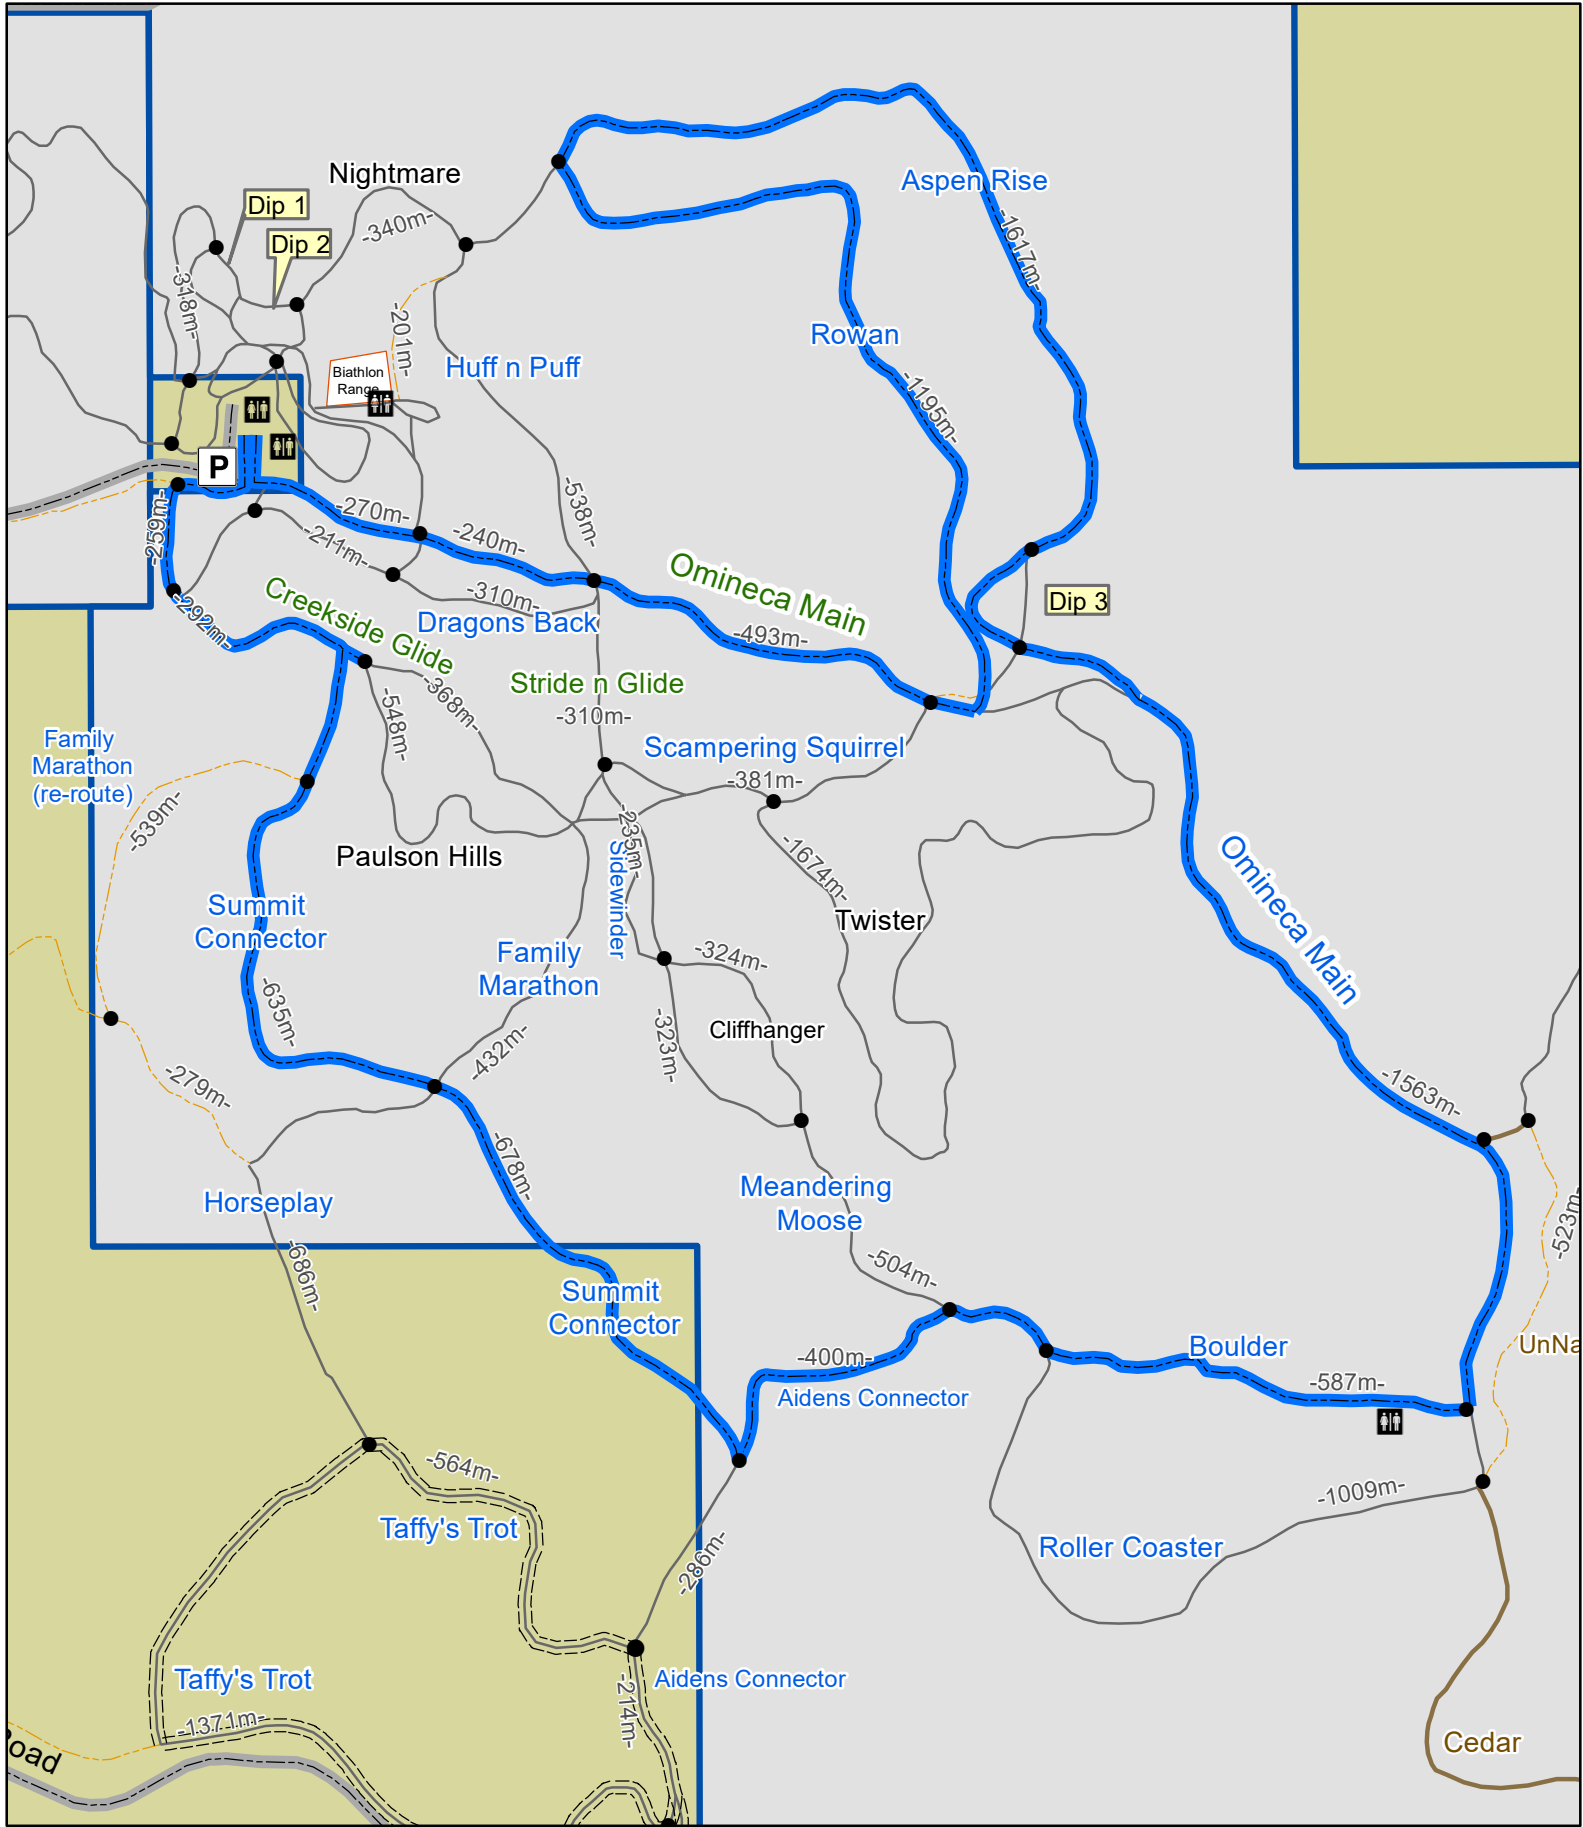 Nightmare
Aspen Rise
Dip 1
-340m-
Dip 2
-1617m-
-318m-
-201m-
Rowan
Huff n Puff
Biathlon
Range
-1195m-
P
-270m-
-538m-
-259m-
-211m-
-240m-
Omineca Main
-310m-
Dip 3
-292m-
Creekside Glide
Dragons Back
-493m-
Stride n Glide
-368m-
-310m-
-548m-
Family
Marathon
(re-route)
Scampering Squirrel
-381m-
-539m-
-235m-
Paulson Hills
Sidewinder
-1674m-
Omineca Main
Summit
Connector
Twister
Family
Marathon
-324m-
-635m-
Cliffhanger
-432m-
-323m-
-279m-
-1563m-
-678m-
Horseplay
Meandering
Moose
-523m-
-686m-
-504m-
Summit
Connector
Boulder
UnNa
-400m-
Aidens Connector
-587m-
-564m-
-1009m-
Taffy's Trot
Roller Coaster
-286m-
Taffy's Trot
Aidens Connector
-214m-
-1371m-
oad
Cedar